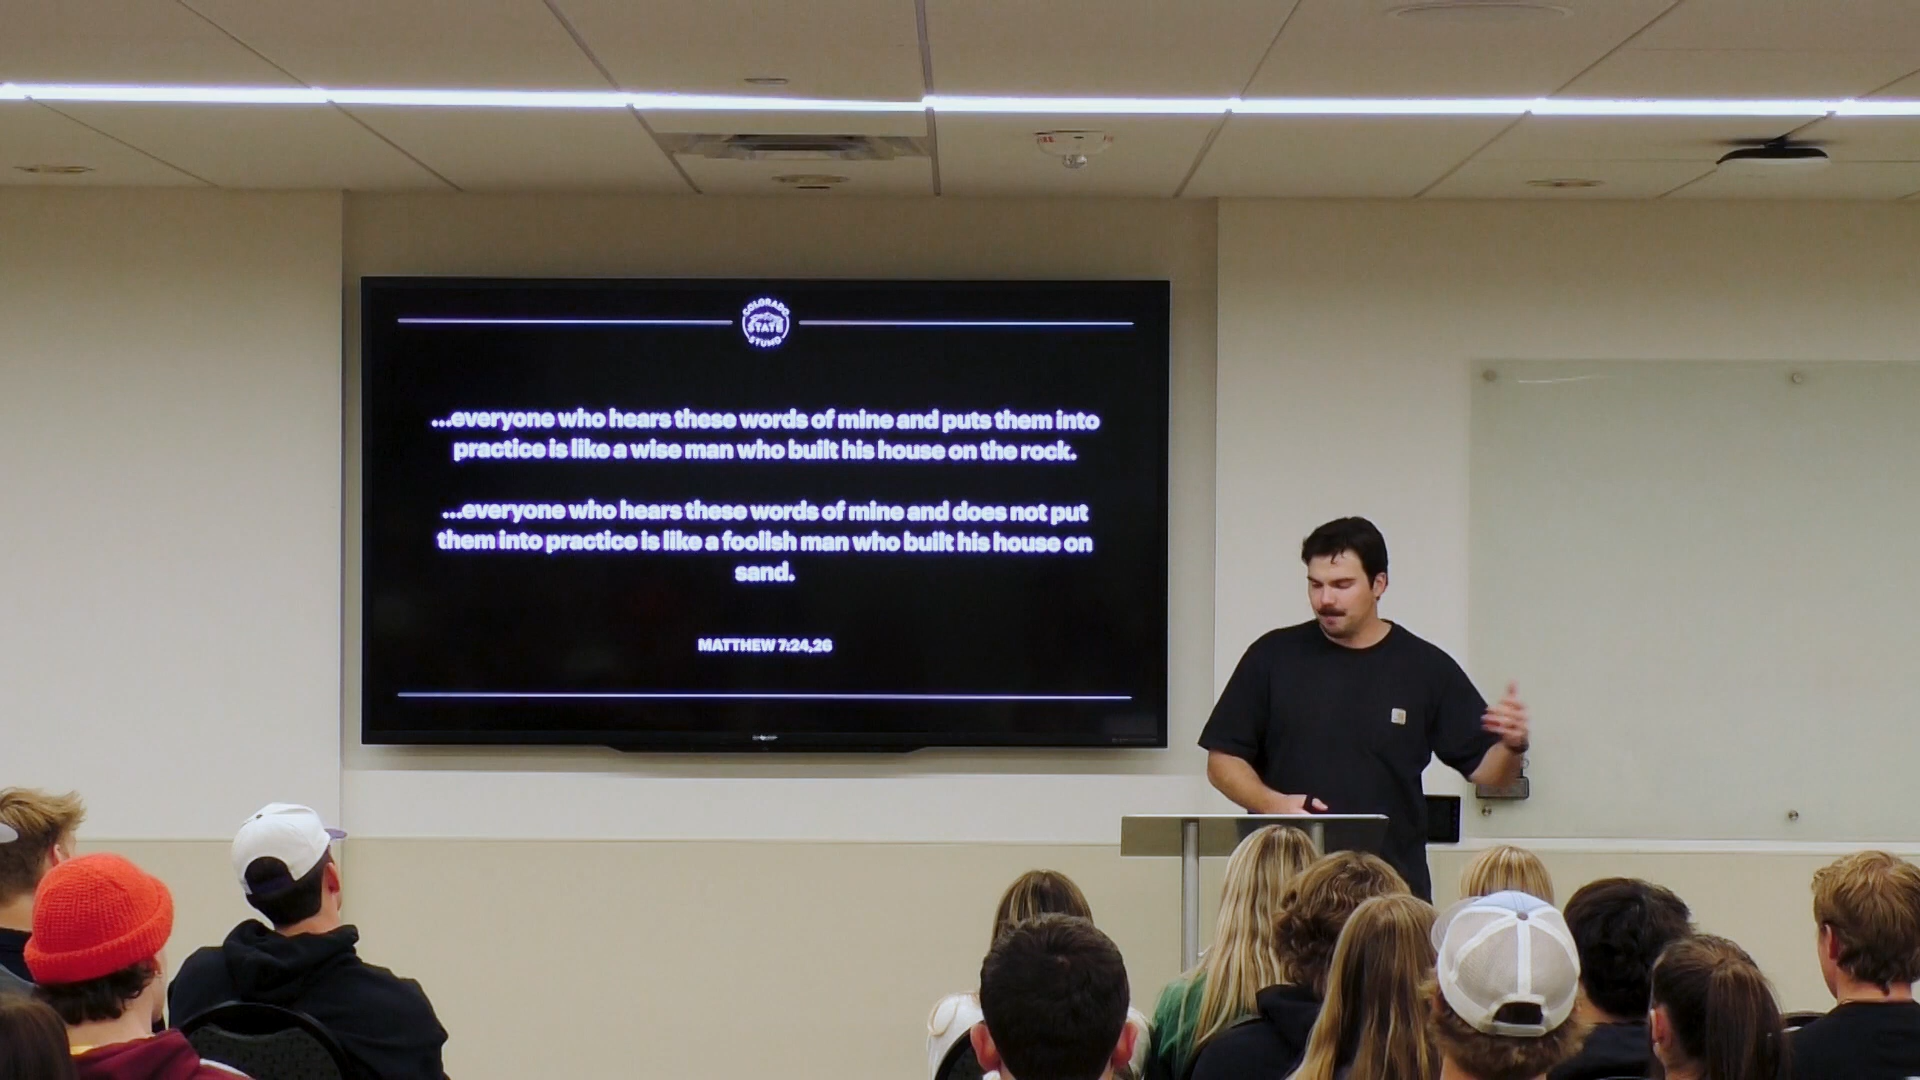 COLORADO
STATE
STUMO
...everyone who hears these words of mine and puts them into
practice is like a wise man who built his house on the rock.
...everyone who hears these words of mine and does not put
them into practice is like a foolish man who built his house on
sand.
MATTHEW 7:24,26